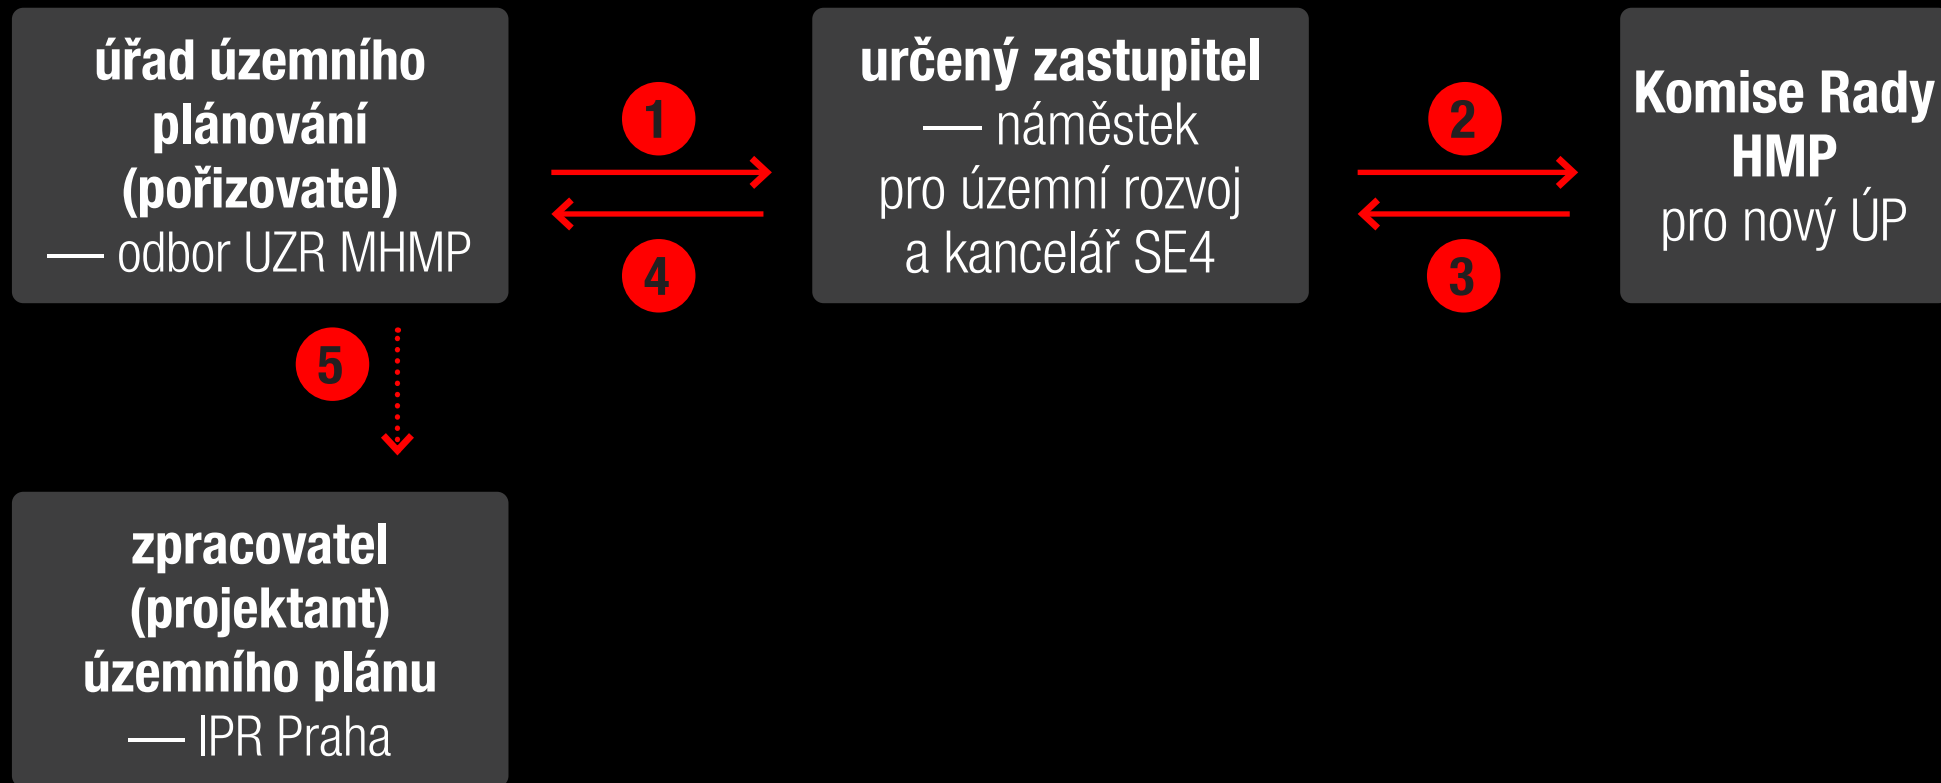 úřad územního
plánování
(pořizovatel)
— odbor UZR MHMP
1
4
určený zastupitel
— náměstek
pro územní rozvoj
a kancelář SE4
2
3
Komise Rady
HMP
pro nový ÚP
5
zpracovatel
(projektant)
územního plánu
— IPR Praha